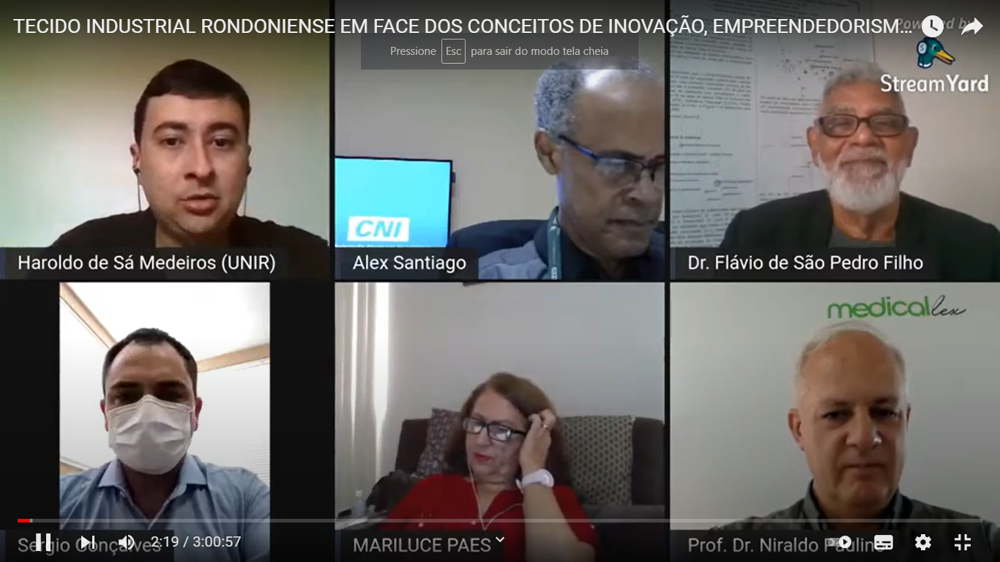 TECIDO INDUSTRIAL RONDONIENSE EM FACE DOS CONCEITOS DE INOVAÇÃO, EMPREENDEDORISM...
Powered by
Pressione Esc para sair do modo tela cheia
StreamYard
CNI
Haroldo de Sá Medeiros (UNIR)
Alex Santiago
Dr. Flávio de São Pedro Filho
medicallex
Sergio Gonçalves
2:19 / 3:00:57
MARILUCE PAES
Prof. Dr. Niraldo Paulino